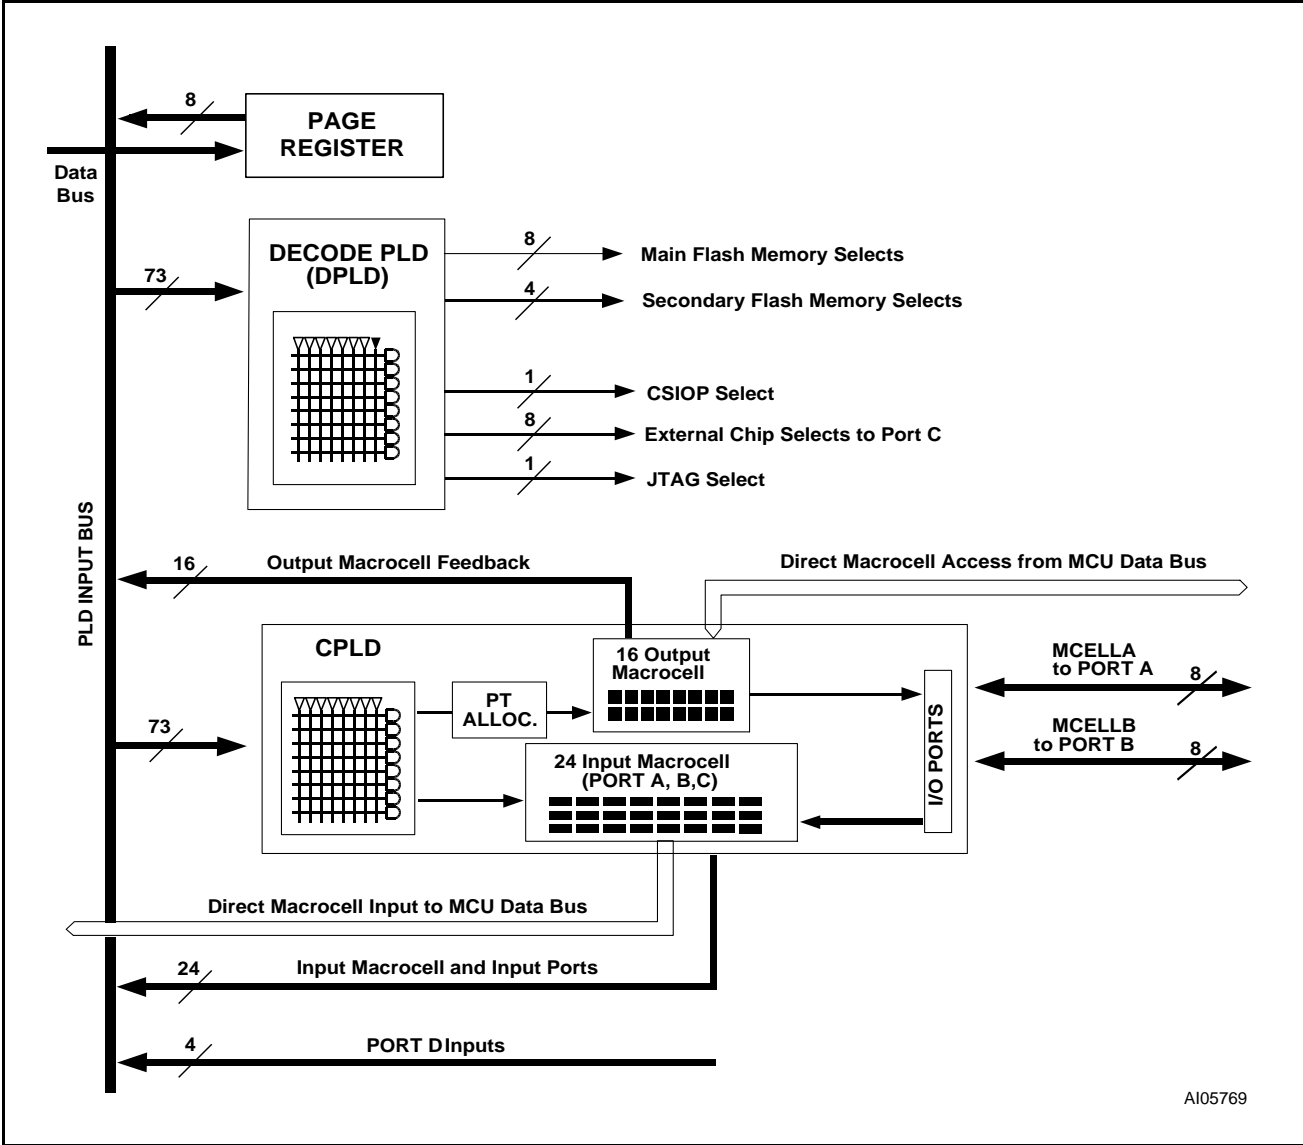 8
PAGE
REGISTER
Data
Bus
DECODE PLD
(DPLD)
73
8
Main Flash Memory Selects
4
Secondary Flash Memory Selects
1
CSIOP Select
8
External Chip Selects to Port C
1
JTAG Select
PLD INPUT BUS
16
Output Macrocell Feedback
Direct Macrocell Access from MCU Data Bus
CPLD
73
PT
ALLOC.
16 Output
Macrocell
24 Input Macrocell
(PORT A, B,C)
I/O PORTS
MCELLA
to PORT A
8
MCELLB
to PORT B
8
Direct Macrocell Input to MCU Data Bus
24
Input Macrocell and Input Ports
4
PORT D Inputs
AI05769